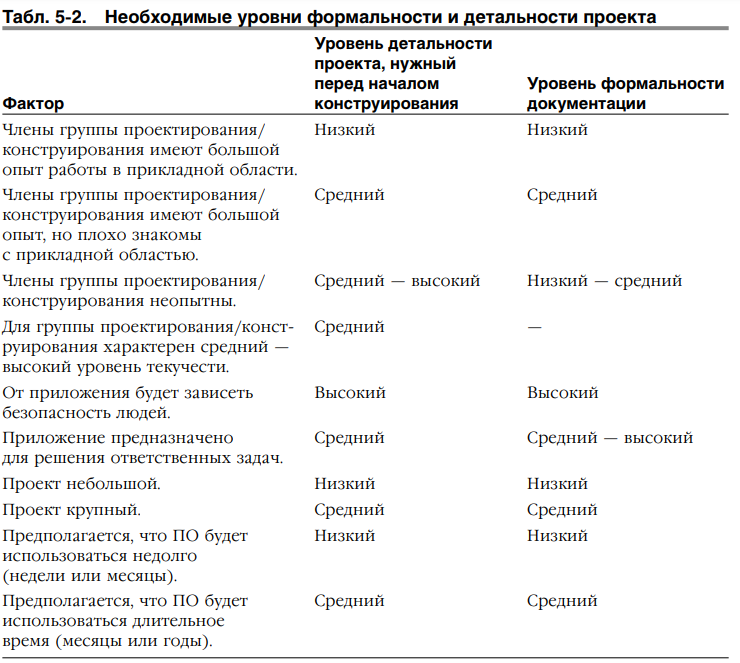 Табл. 5-2. Необходимые уровни формальности и детальности проекта
Фактор
Уровень детальности
проекта, нужный
перед началом
конструирования
Уровень формальности
документации
Члены группы проектирования/
конструирования имеют большой
опыт работы в прикладной области.
Низкий
Низкий
Члены группы проектирования/
конструирования имеют большой
опыт, но плохо знакомы
с прикладной областью.
Средний
Средний
Члены группы проектирования/
конструирования неопытны.
Средний — высокий
Низкий — средний
Для группы проектирования/конст-
руирования характерен средний —
высокий уровень текучести.
Средний
—
От приложения будет зависеть
безопасность людей.
Высокий
Высокий
Приложение предназначено
для решения ответственных задач.
Средний
Средний — высокий
Проект небольшой.
Низкий
Низкий
Проект крупный.
Средний
Средний
Предполагается, что ПО будет
использоваться недолго
(недели или месяцы).
Низкий
Низкий
Предполагается, что ПО будет
использоваться длительное
время (месяцы или годы).
Средний
Средний